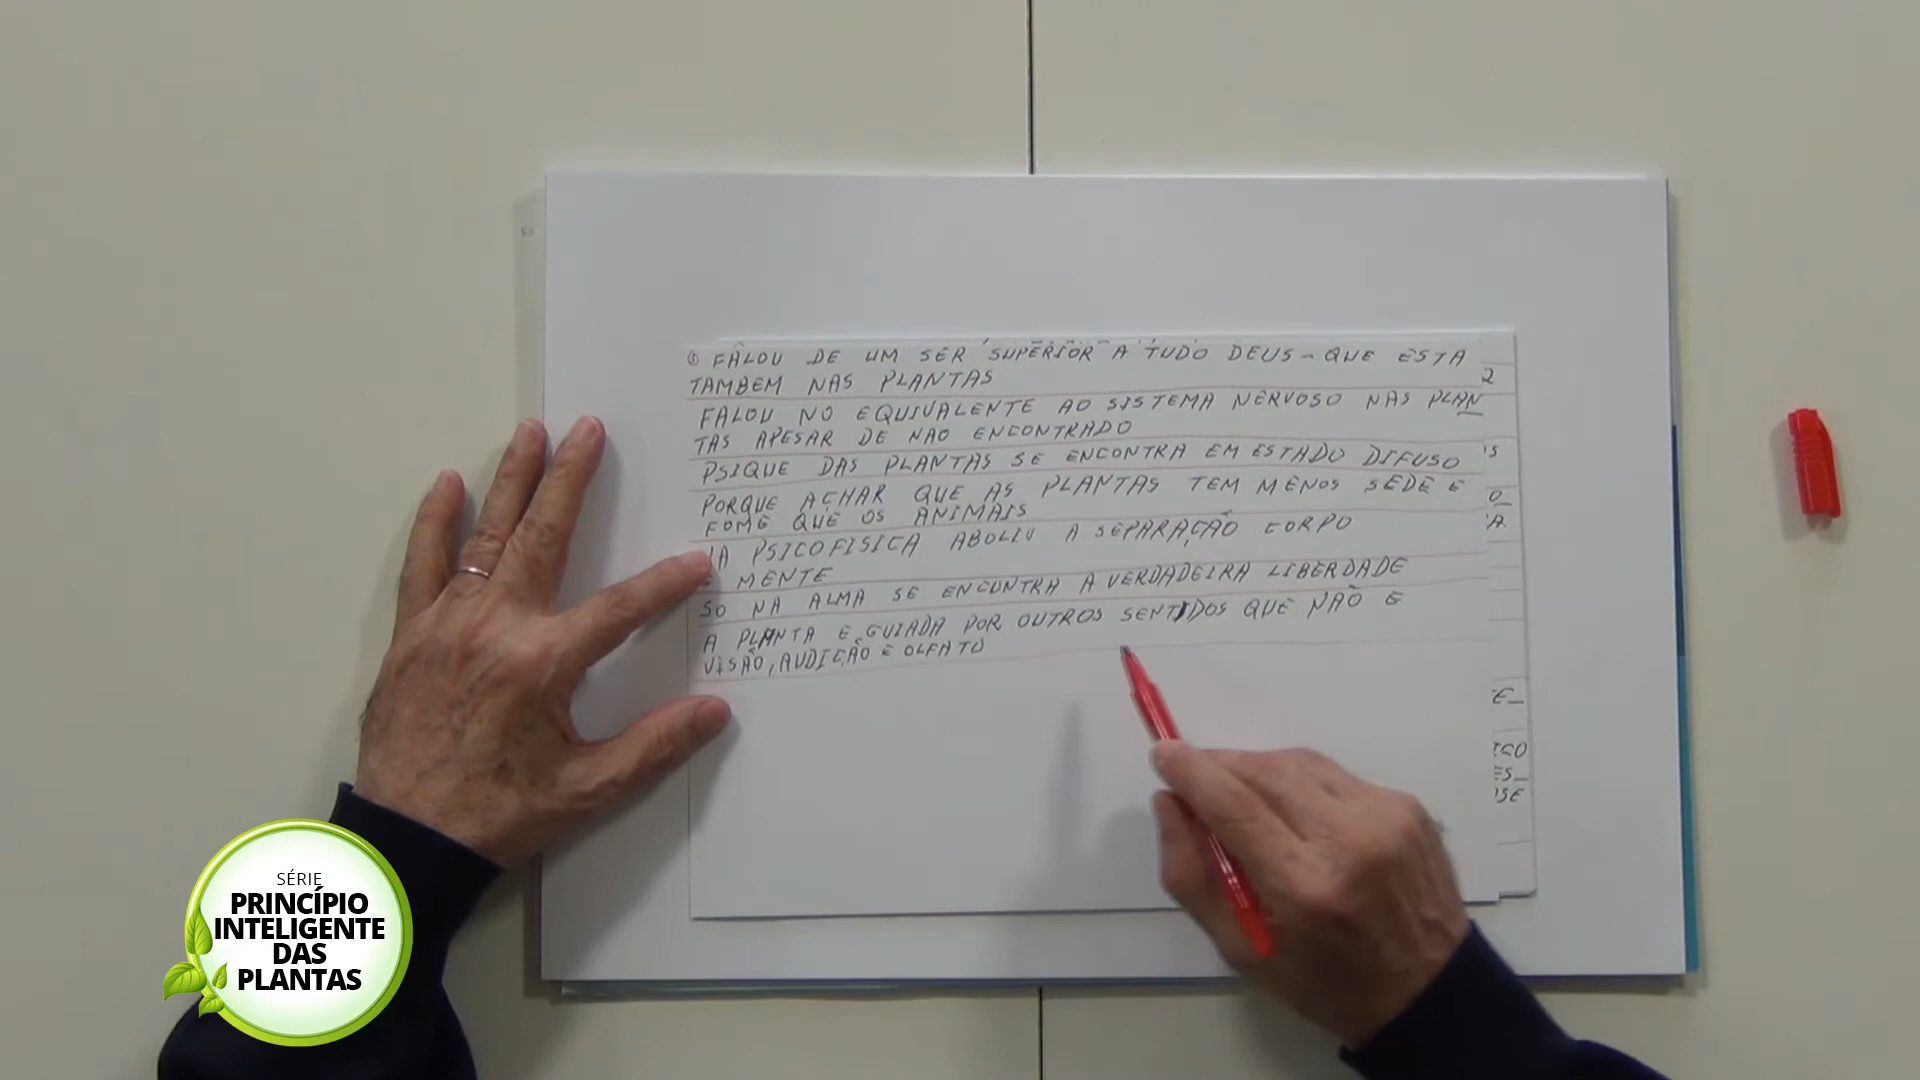 FALOU DE UM SER SUPERIOR A TUDO DEUS - QUE ESTA
TAMBEM NAS PLANTAS
FALOU NO EQUIVALENTE AO SISTEMA NERVOSO NAS PLAN
TAS APESAR DE NAO ENCONTRADO
PSIQUE DAS PLANTAS SE ENCONTRA EM ESTADO DIFUSO
PORQUE ACHAR QUE AS PLANTAS TEM MENOS SEDE E
FOME QUE OS ANIMAIS
PSICOFISICA ABOLIU A SEPARAÇÃO CORPO
E MENTE
SO NA ALMA SE ENCONTRA A VERDADEIRA LIBERDADE
A PLANTA E GUIADA POR OUTROS SENTIDOS QUE NÃO E
VISÃO, AUDIÇÃO E OLFATO
SÉRIE
PRINCÍPIO
INTELIGENTE
DAS
PLANTAS